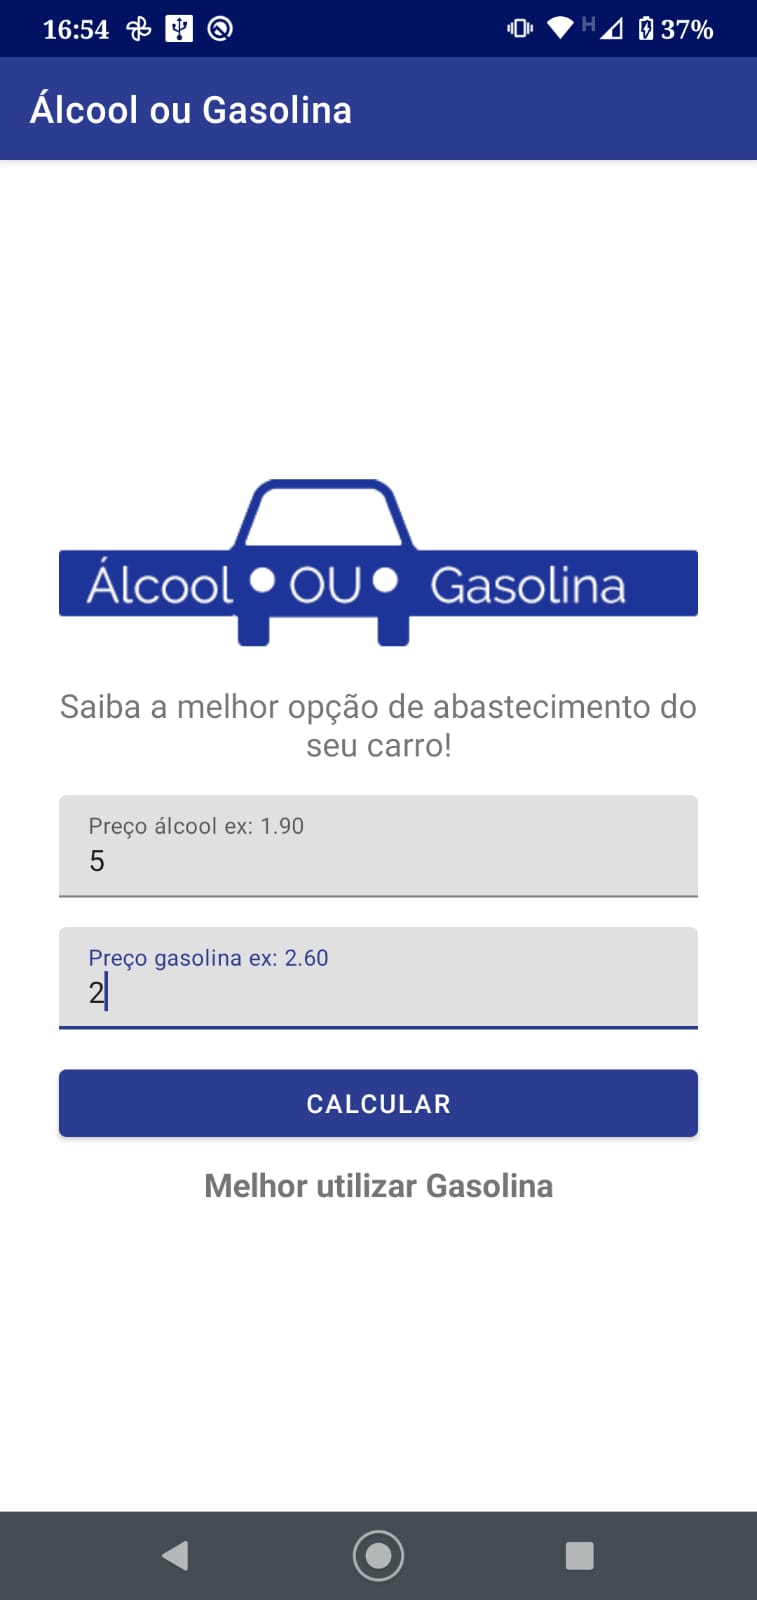 16:54 H 37%
Álcool ou Gasolina
Álcool • OU • Gasolina
Saiba a melhor opção de abastecimento do
seu carro!
Preço álcool ex: 1.90
5
Preço gasolina ex: 2.60
2
CALCULAR
Melhor utilizar Gasolina